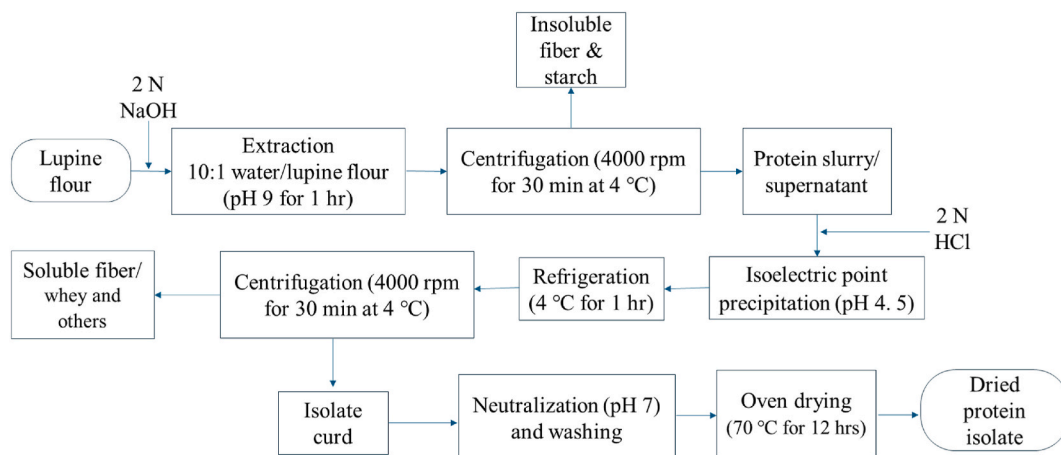 2 N
NaOH
Insoluble
fiber &
starch
Lupine
flour
Extraction
10:1 water/lupine flour
(pH 9 for 1 hr)
Centrifugation (4000 rpm
for 30 min at 4 ℃)
Protein slurry/
supernatant
2 N
HCl
Isoelectric point
precipitation (pH 4. 5)
Refrigeration
(4 ℃ for 1 hr)
Centrifugation (4000 rpm
for 30 min at 4 ℃)
Soluble fiber/
whey and
others
Isolate
curd
Neutralization (pH 7)
and washing
Oven drying
(70 ℃ for 12 hrs)
Dried
protein
isolate